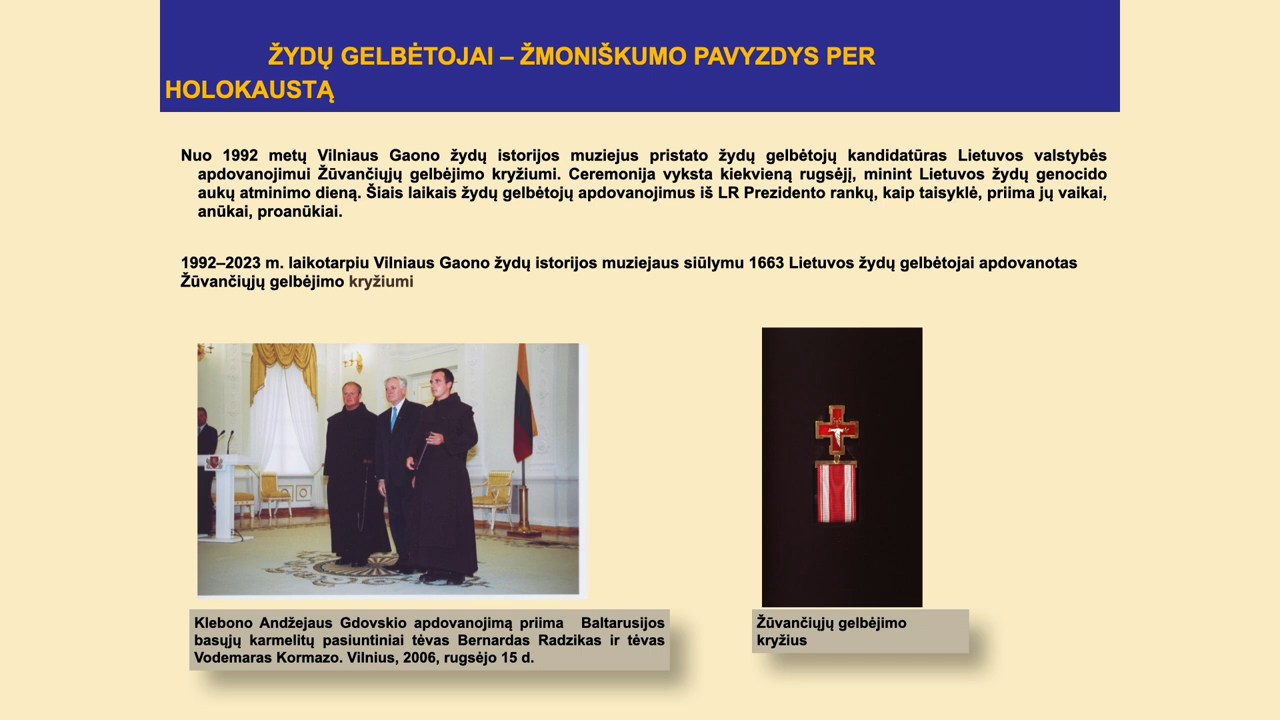 ŽYDŲ GELBĖTOJAI – ŽMONIŠKUMO PAVYZDYS PER
HOLOKAUSTĄ
Nuo 1992 metų Vilniaus Gaono žydų istorijos muziejus pristato žydų gelbėtojų kandidatūras Lietuvos valstybės
apdovanojimui Žūvančiųjų gelbėjimo kryžiumi. Ceremonija vyksta kiekvieną rugsėjį, minint Lietuvos žydų genocido
aukų atminimo dieną. Šiais laikais žydų gelbėtojų apdovanojimus iš LR Prezidento rankų, kaip taisyklė, priima jų vaikai,
anūkai, proanūkiai.
1992–2023 m. laikotarpiu Vilniaus Gaono žydų istorijos muziejaus siūlymu 1663 Lietuvos žydų gelbėtojai apdovanotas
Žūvančiųjų gelbėjimo kryžiumi
Klebono Andžejaus Gdovskio apdovanojimą priima Baltarusijos
basųjų karmelitų pasiuntiniai tėvas Bernardas Radzikas ir tėvas
Vodemaras Kormazo. Vilnius, 2006, rugsėjo 15 d.
Žūvančiųjų gelbėjimo
kryžius